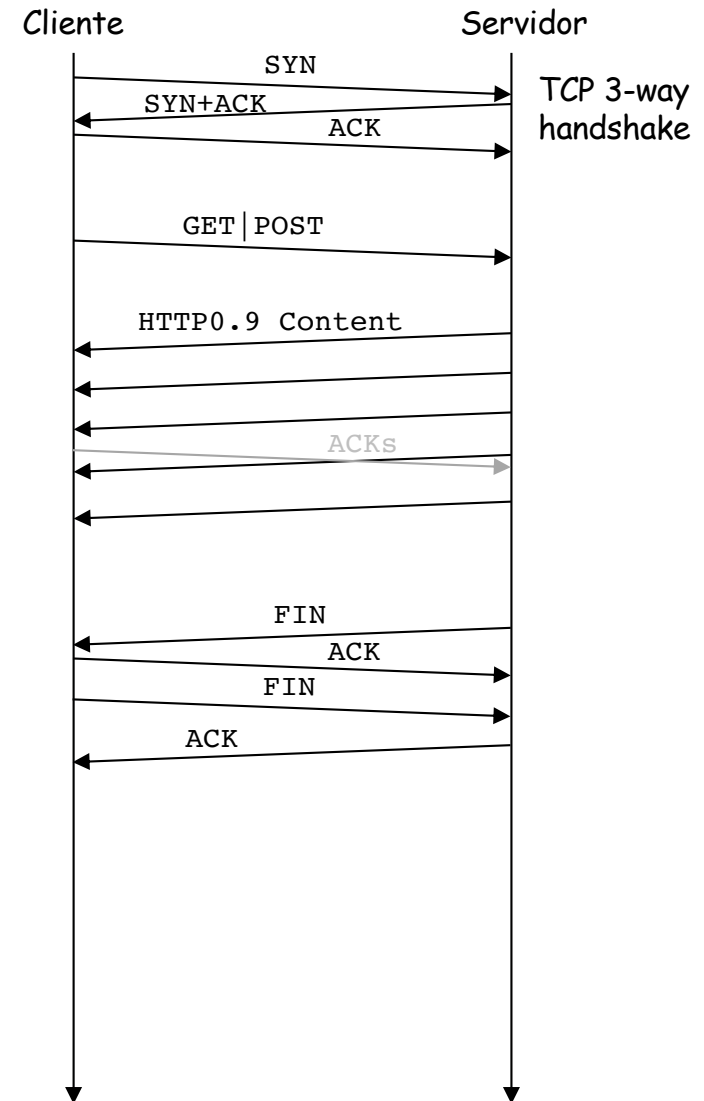 Cliente
Servidor
SYN
TCP 3-way
handshake
SYN+ACK
ACK
GET|POST
HTTP0.9 Content
ACKs
FIN
ACK
FIN
ACK